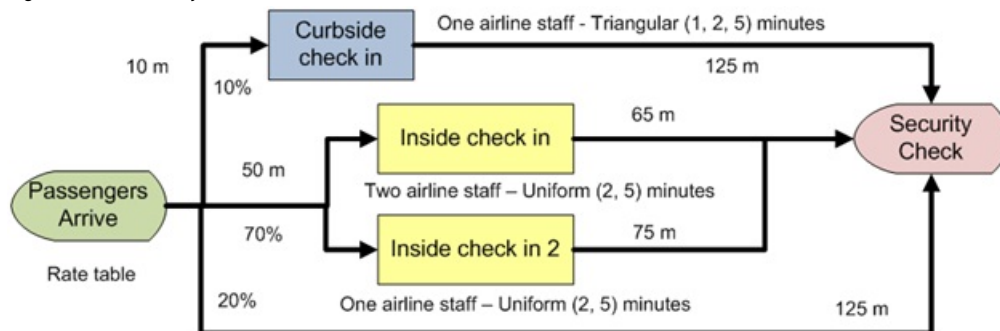 One airline staff - Triangular (1, 2, 5) minutes
Curbside
check in
10 m
125 m
10%
Inside check in
65 m
Security
Check
50 m
Passengers
Arrive
Two airline staff – Uniform (2, 5) minutes
70%
Inside check in 2
75 m
Rate table
20%
One airline staff – Uniform (2, 5) minutes
125 m